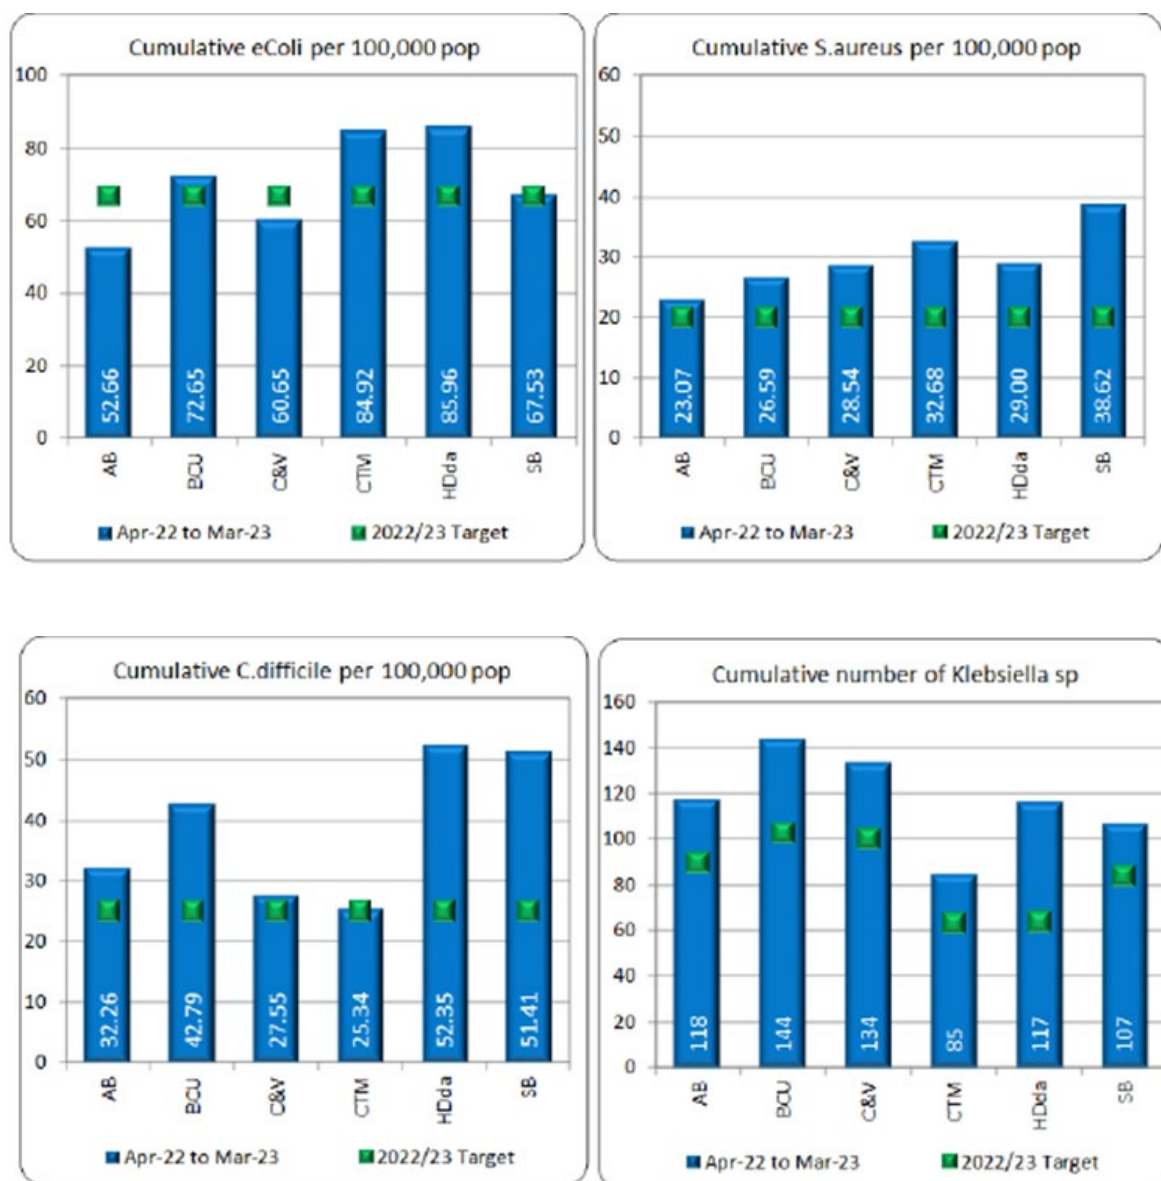 Cumulative eColi per 100,000 pop
100
80
60
40
20
0
52.66
72.65
60.65
84.92
85.96
67.53
AB
BCU
C&V
CTM
HDda
SB
Apr-22 to Mar-23
2022/23 Target
Cumulative S.aureus per 100,000 pop
60
50
40
30
20
10
0
23.07
26.59
28.54
32.68
29.00
38.62
AB
BCU
C&V
CTM
HDda
SB
Apr-22 to Mar-23
2022/23 Target
Cumulative C.difficile per 100,000 pop
60
50
40
30
20
10
0
32.26
42.79
27.55
25.34
52.35
51.41
AB
BCU
C&V
CTM
HDda
SB
Apr-22 to Mar-23
2022/23 Target
Cumulative number of Klebsiella sp
160
140
120
100
80
60
40
20
0
118
144
134
85
117
107
AB
BCU
C&V
CTM
HDda
SB
Apr-22 to Mar-23
2022/23 Target